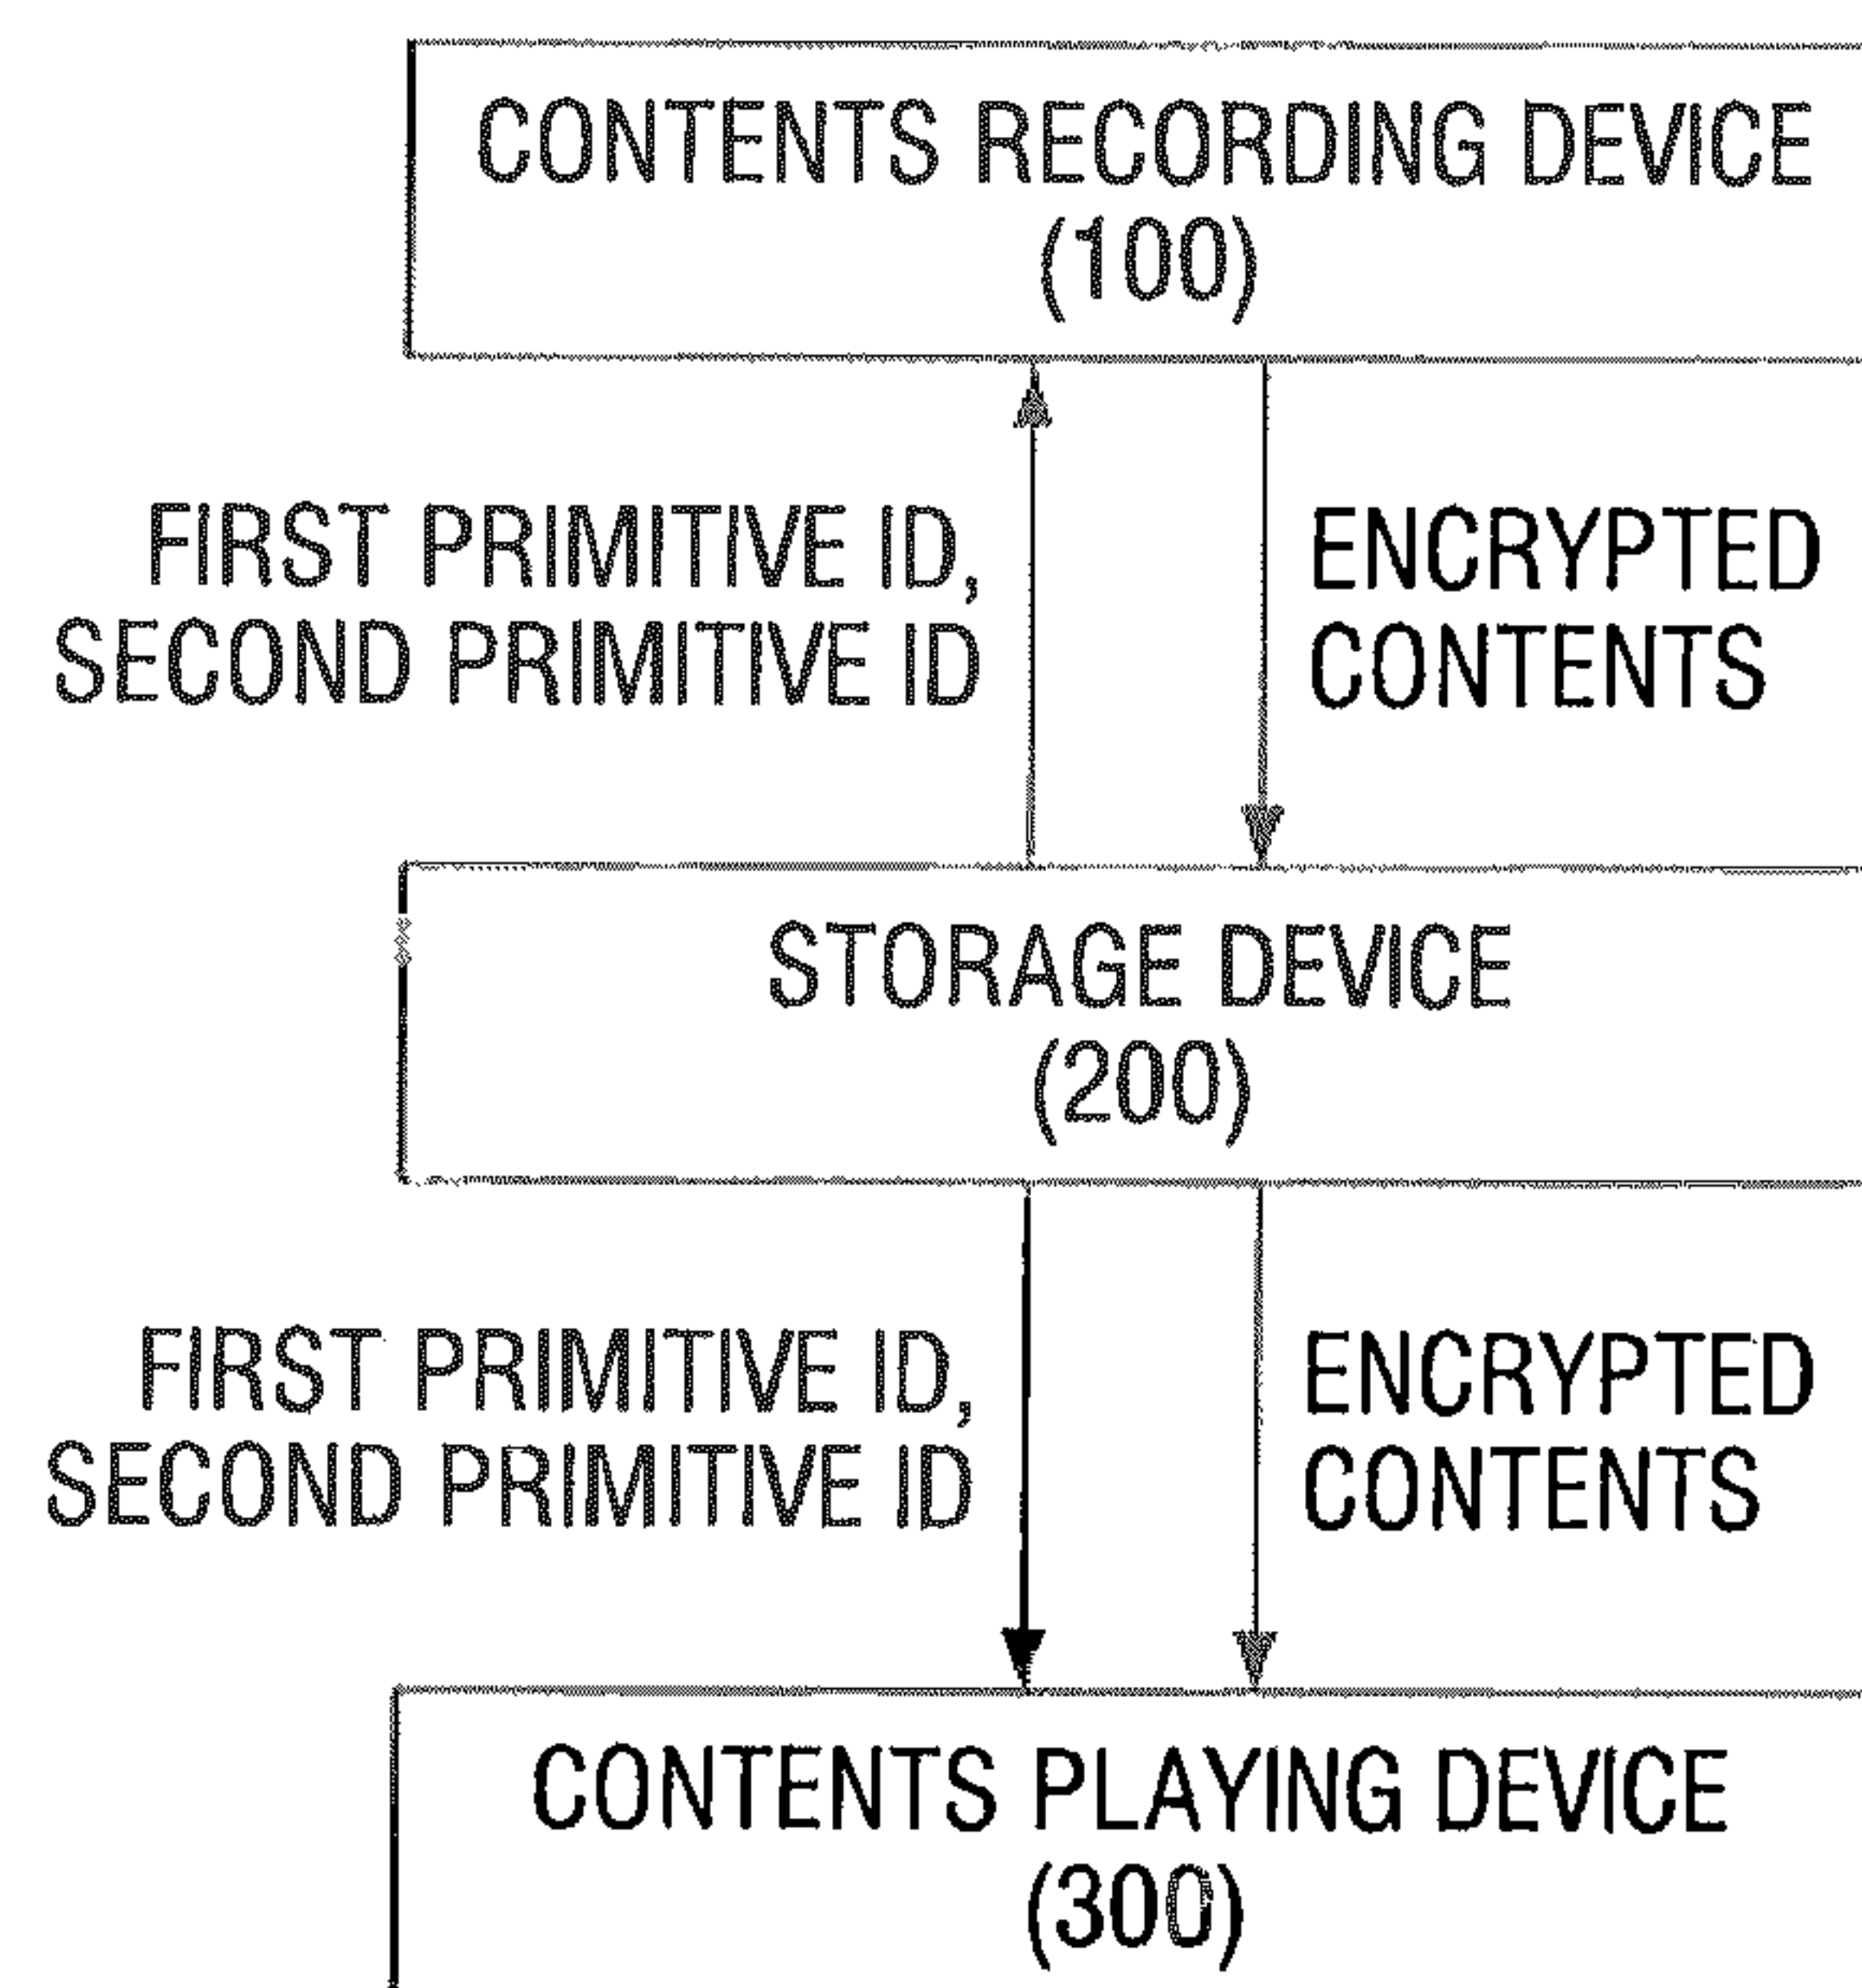 CONTENTS RECORDING DEVICE
(100)
FIRST PRIMITIVE ID,
SECOND PRIMITIVE ID
ENCRYPTED
CONTENTS
STORAGE DEVICE
(200)
FIRST PRIMITIVE ID,
SECOND PRIMITIVE ID
ENCRYPTED
CONTENTS
CONTENTS PLAYING DEVICE
(300)